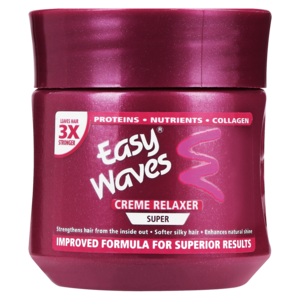 LEAVES HAIR
3X
STRONGER
PROTEINS • NUTRIENTS • COLLAGEN
Easy®
Waves
CREME RELAXER
SUPER
Strengthens hair from the inside out • Softer silky hair • Enhances natural shine
IMPROVED FORMULA FOR SUPERIOR RESULTS